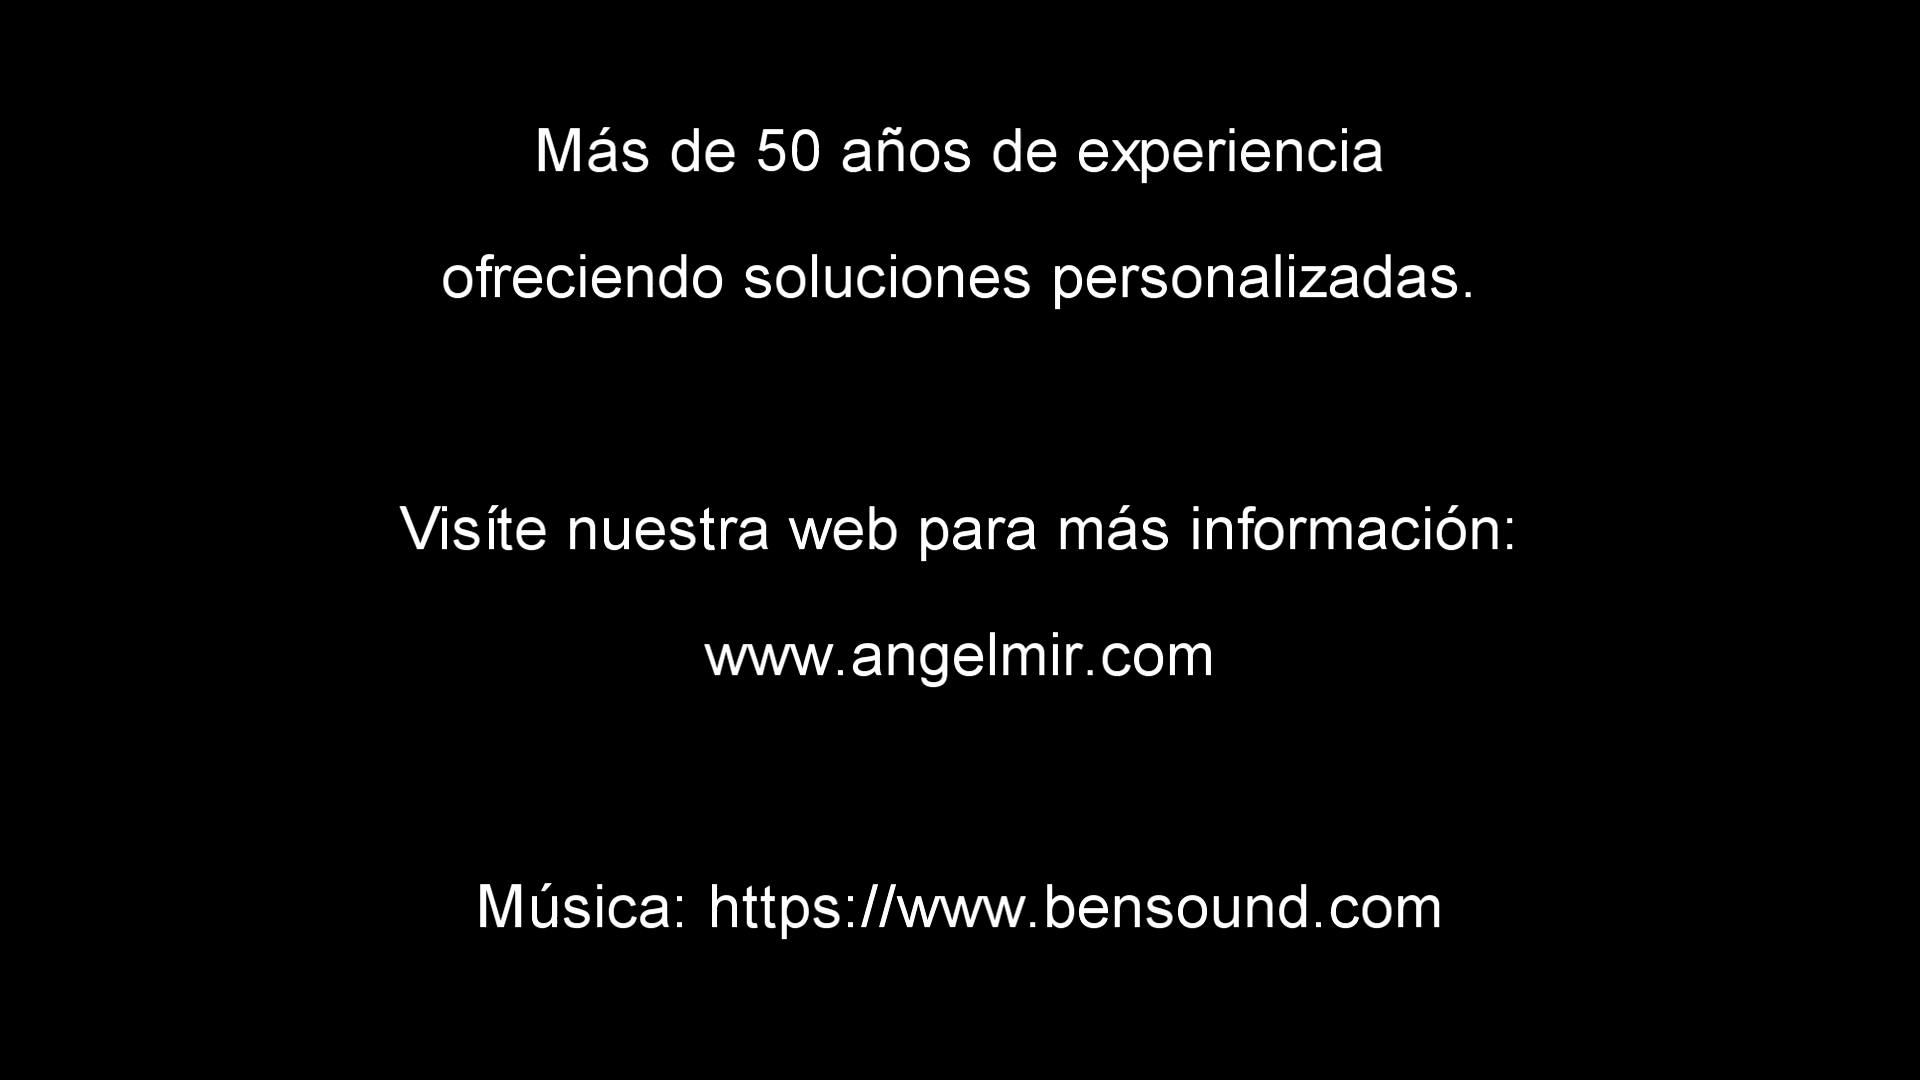 Más de 50 años de experiencia
ofreciendo soluciones personalizadas.
Visíte nuestra web para más información:
www.angelmir.com
Música: https://www.bensound.com